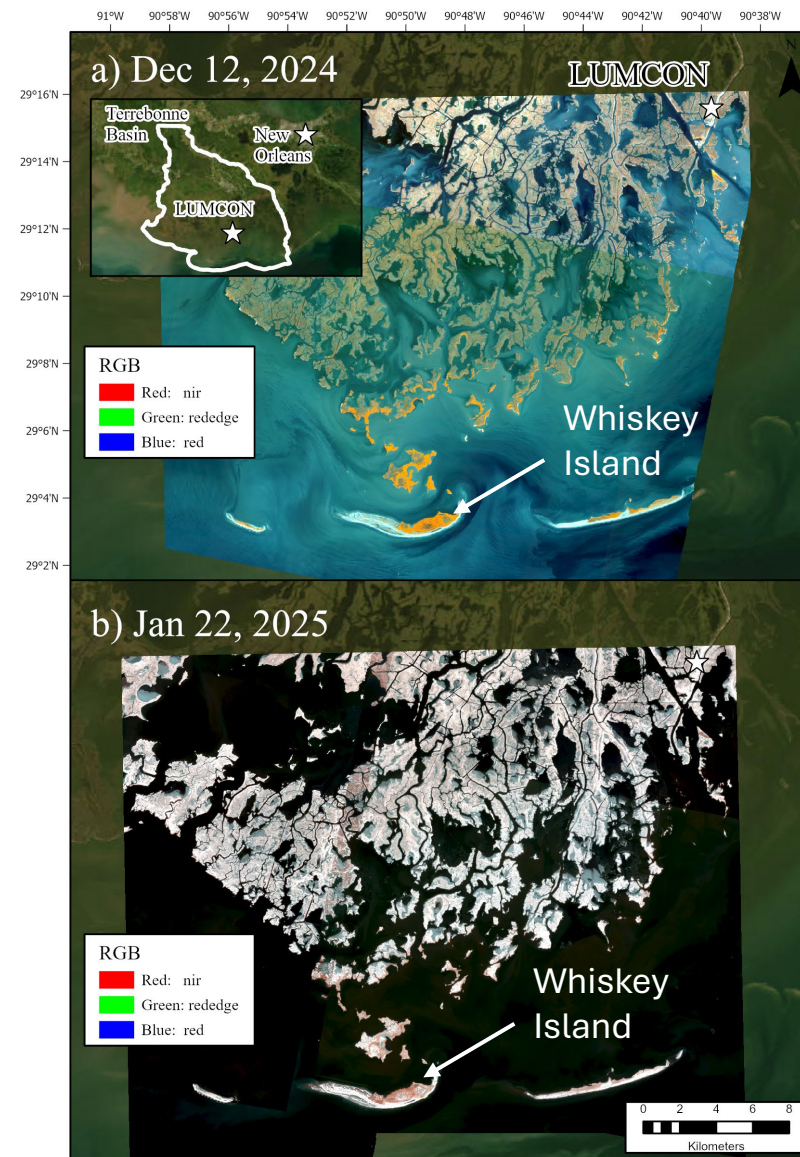 91°W 90°58'W 90°56'W 90°54'W 90°52'W 90°50'W 90°48'W 90°46'W 90°44'W 90°42'W 90°40'W 90°38'W
a) Dec 12, 2024
LUMCON
N
29°16'N
29°14'N
29°12'N
29°10'N
29°8'N
29°6'N
29°4'N
29°2'N
Terrebonne
Basin
New
Orleans
LUMCON
RGB
Red: nir
Green: rededge
Blue: red
Whiskey
Island
b) Jan 22, 2025
RGB
Red: nir
Green: rededge
Blue: red
Whiskey
Island
0 2 4 6 8
Kilometers